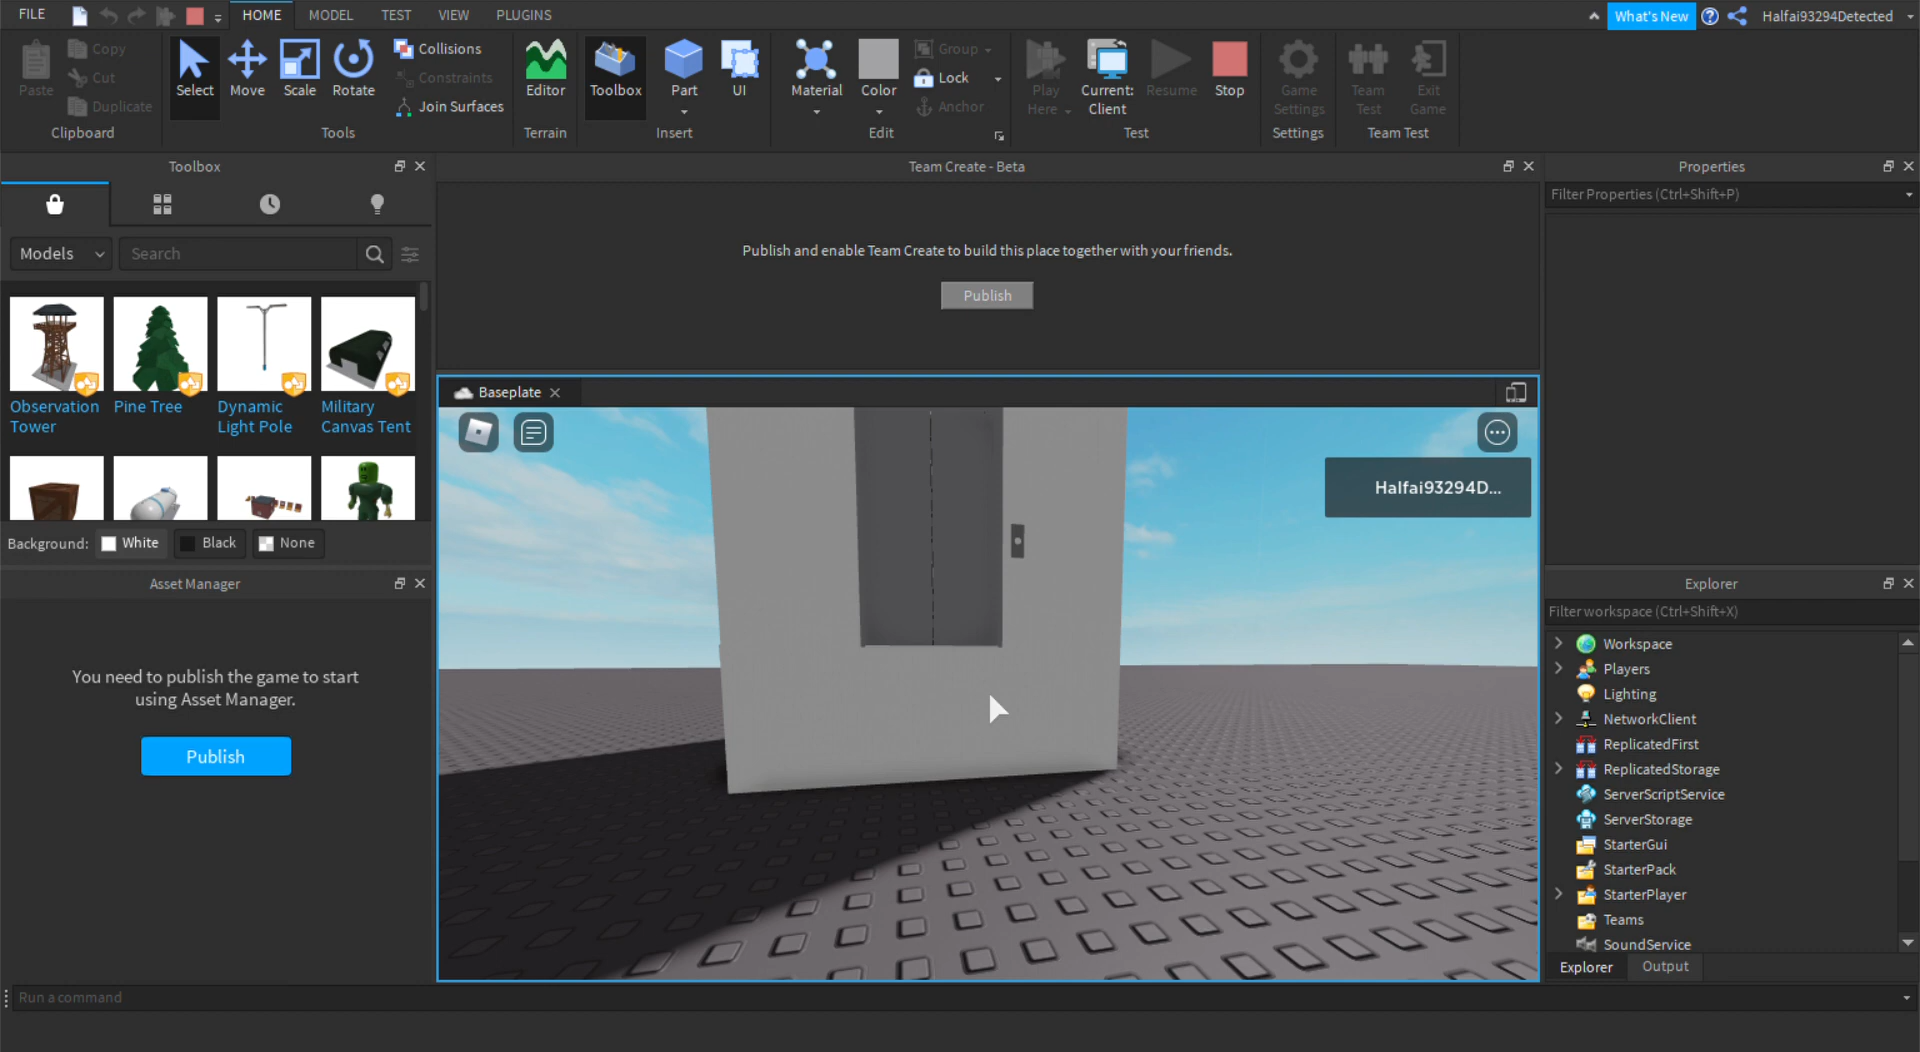 FILE
HOME
MODEL
TEST
VIEW
PLUGINS
What's New
Halfai93294Detected
Paste
Copy
Cut
Duplicate
Clipboard
Select
Move
Scale
Rotate
Collisions
Constraints
Join Surfaces
Tools
Editor
Terrain
Toolbox
Part
UI
Insert
Material
Color
Group
Lock
Anchor
Edit
Play
Here
Current:
Client
Resume
Stop
Test
Game
Settings
Settings
Team
Test
Exit
Game
Team Test
Toolbox
Models
Search
Observation
Tower
Pine Tree
Dynamic
Light Pole
Military
Canvas Tent
Background:
White
Black
None
Asset Manager
You need to publish the game to start
using Asset Manager.
Publish
Team Create - Beta
Publish and enable Team Create to build this place together with your friends.
Publish
Baseplate
Halfai93294D...
Properties
Filter Properties (Ctrl+Shift+P)
Explorer
Filter workspace (Ctrl+Shift+X)
Workspace
Players
Lighting
NetworkClient
ReplicatedFirst
ReplicatedStorage
ServerScriptService
ServerStorage
StarterGui
StarterPack
StarterPlayer
Teams
SoundService
Explorer
Output
Run a command